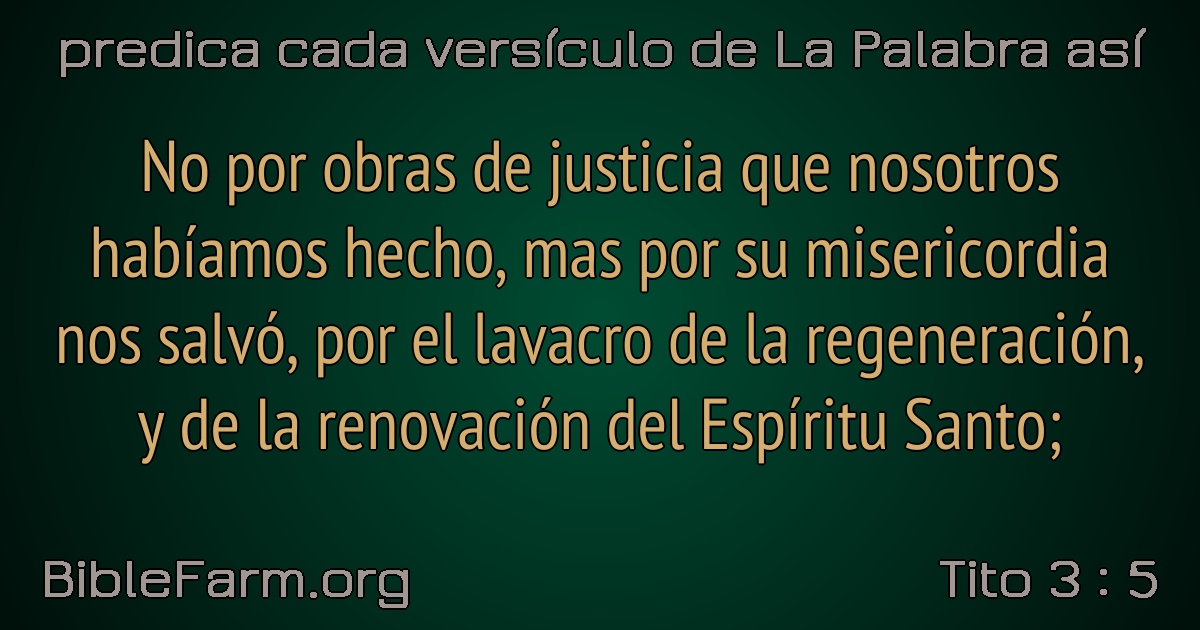 predica cada versículo de La Palabra así
No por obras de justicia que nosotros
habíamos hecho, mas por su misericordia
nos salvó, por el lavacro de la regeneración,
y de la renovación del Espíritu Santo;
BibleFarm.org
Tito 3 : 5